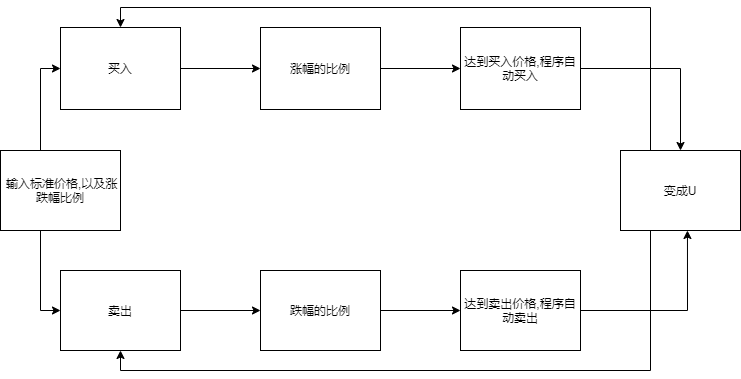 买入
涨幅的比例
达到买入价格,程序自
动买入
输入标准价格,以及涨
跌幅比例
变成U
卖出
跌幅的比例
达到卖出价格,程序自
动卖出